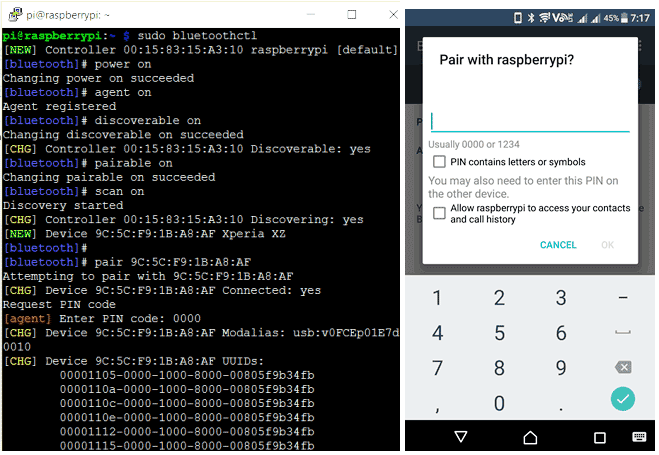 pi@raspberrypi: ~
pi@raspberrypi:~ $ sudo bluetoothctl
[NEW] Controller 00:15:83:15:A3:10 raspberrypi [default]
[bluetooth]# power on
Changing power on succeeded
[bluetooth]# agent on
Agent registered
[bluetooth]# discoverable on
Changing discoverable on succeeded
[CHG] Controller 00:15:83:15:A3:10 Discoverable: yes
[bluetooth]# pairable on
Changing pairable on succeeded
[bluetooth]# scan on
Discovery started
[CHG] Controller 00:15:83:15:A3:10 Discovering: yes
[NEW] Device 9C:5C:F9:1B:A8:AF Xperia XZ
[bluetooth]#
[bluetooth]# pair 9C:5C:F9:1B:A8:AF
Attempting to pair with 9C:5C:F9:1B:A8:AF
[CHG] Device 9C:5C:F9:1B:A8:AF Connected: yes
Request PIN code
[agent] Enter PIN code: 0000
[CHG] Device 9C:5C:F9:1B:A8:AF Modalias: usb:v0FCEp01E7d
0010
[CHG] Device 9C:5C:F9:1B:A8:AF UUIDs:
00001105-0000-1000-8000-00805f9b34fb
0000110a-0000-1000-8000-00805f9b34fb
0000110c-0000-1000-8000-00805f9b34fb
0000110e-0000-1000-8000-00805f9b34fb
00001112-0000-1000-8000-00805f9b34fb
00001115-0000-1000-8000-00805f9b34fb
45% 7:17
Pair with raspberrypi?
Usually 0000 or 1234
PIN contains letters or symbols
You may also need to enter this PIN on
the other device.
Allow raspberrypi to access your contacts
and call history
CANCEL OK
1 2 3 –
4 5 6
7 8 9
, 0 .